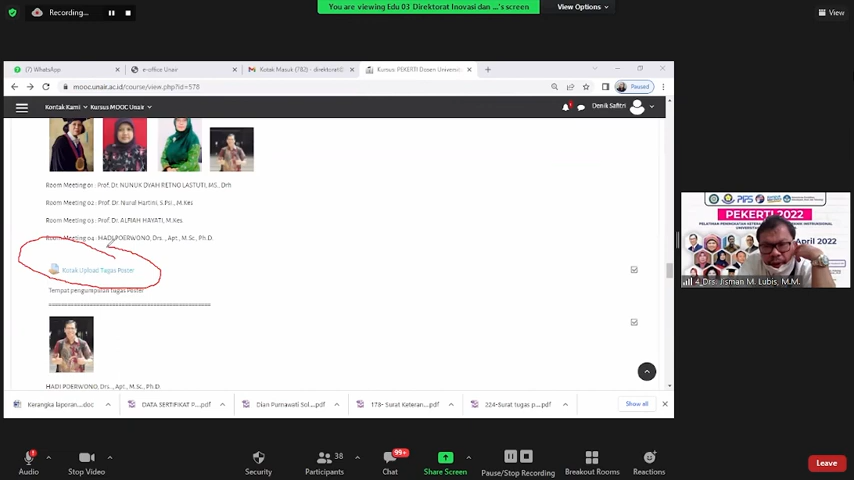 Recording...
You are viewing Edu 03 Direktorat Inovasi dan ...'s screen
View Options
View
(7) WhatsApp
e-office Unair
Kotak Masuk (782) - direktorat
Kursus: PEKERTI Dosen Universit
mooc.unair.ac.id/course/view.php?id=578
Paused
Kontak Kami
Kursus MOOC Unair
Denik Safitri
Room Meeting 01 : Prof. Dr. NUNUK DYAH RETNO LASTUTI, MS., Drh
Room Meeting 02 : Prof. Dr. Nurul Hartini, S.Psi., M.Kes
Room Meeting 03 : Prof. Dr. ALFIAH HAYATI, M.Kes.
Room Meeting 04 : HADI POERWONO, Drs. , Apt., M.Sc., Ph.D.
Kotak Upload Tagas Poster
Tempat pengumpulan tugas poster
HADI POERWONO, Drs. , Apt., M.Sc., Ph.D.
PEKERTI 2022
April 2022
4_Drs. Jisman M. Lubis, M.M.
Kerangka laporan....doc
DATA SERTIFIKAT P....pdf
Dian Purnawati Sol....pdf
178- Surat Keteran....pdf
224-Surat tugas p....pdf
Show all
Audio
Stop Video
Security
38
Participants
99+
Chat
Share Screen
Pause/Stop Recording
Breakout Rooms
Reactions
Leave